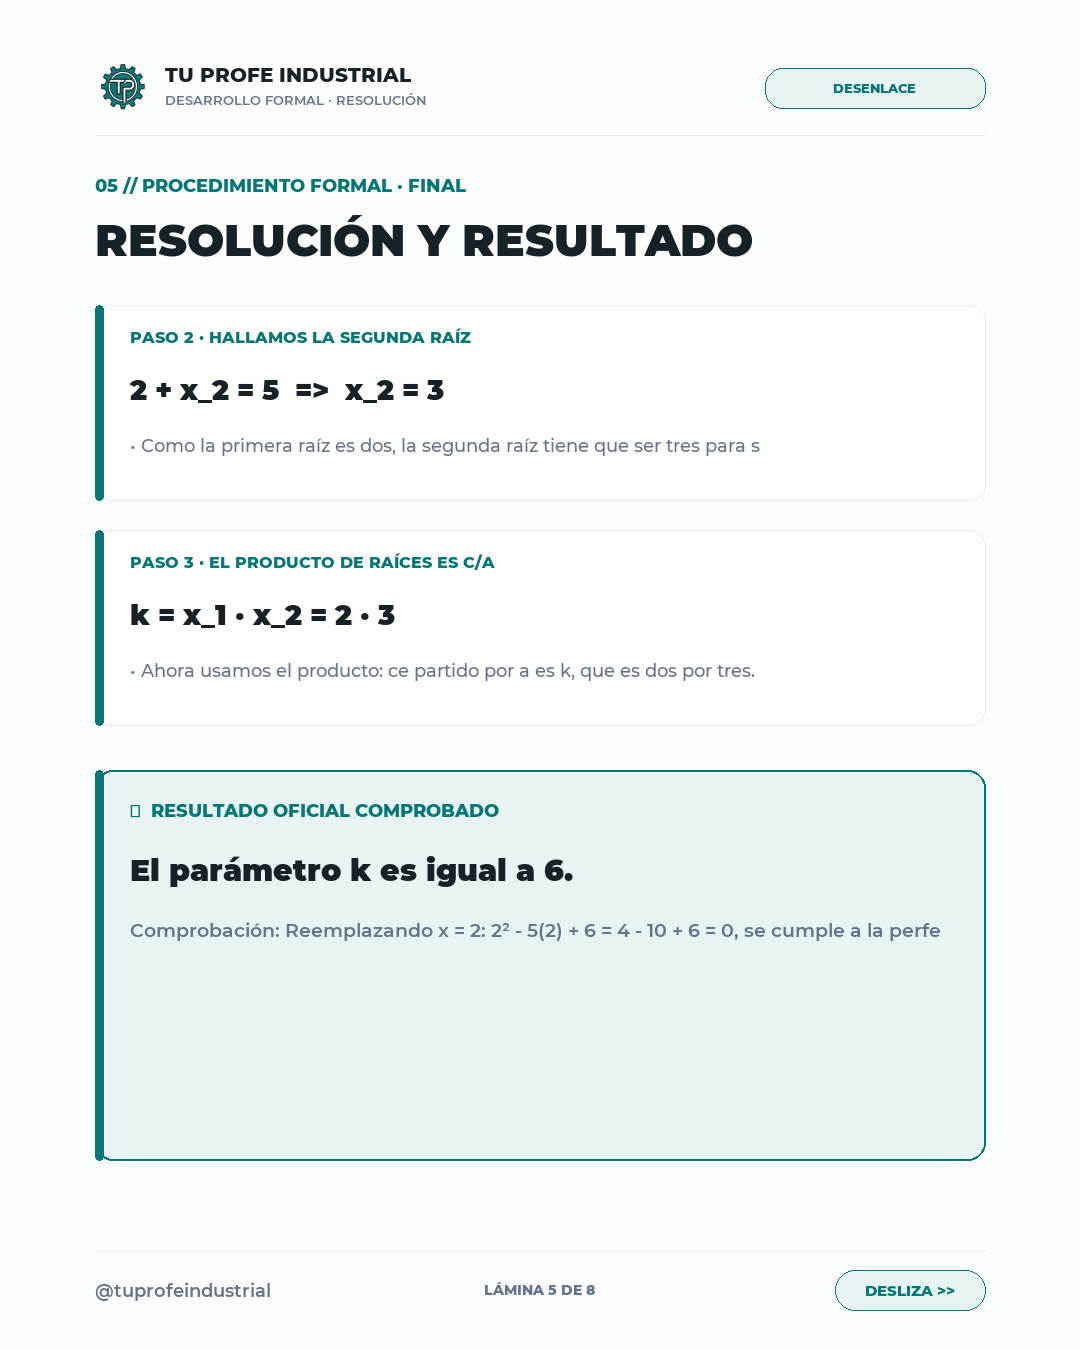 TU PROFE INDUSTRIAL
DESARROLLO FORMAL · RESOLUCIÓN
DESENLACE
05 // PROCEDIMIENTO FORMAL · FINAL
RESOLUCIÓN Y RESULTADO
PASO 2 · HALLAMOS LA SEGUNDA RAÍZ
2 + x_2 = 5 => x_2 = 3
· Como la primera raíz es dos, la segunda raíz tiene que ser tres para s
PASO 3 · EL PRODUCTO DE RAÍCES ES C/A
k = x_1 · x_2 = 2 · 3
· Ahora usamos el producto: ce partido por a es k, que es dos por tres.
RESULTADO OFICIAL COMPROBADO
El parámetro k es igual a 6.
Comprobación: Reemplazando x = 2: 2² - 5(2) + 6 = 4 - 10 + 6 = 0, se cumple a la perfe
@tuprofeindustrial
LÁMINA 5 DE 8
DESLIZA >>